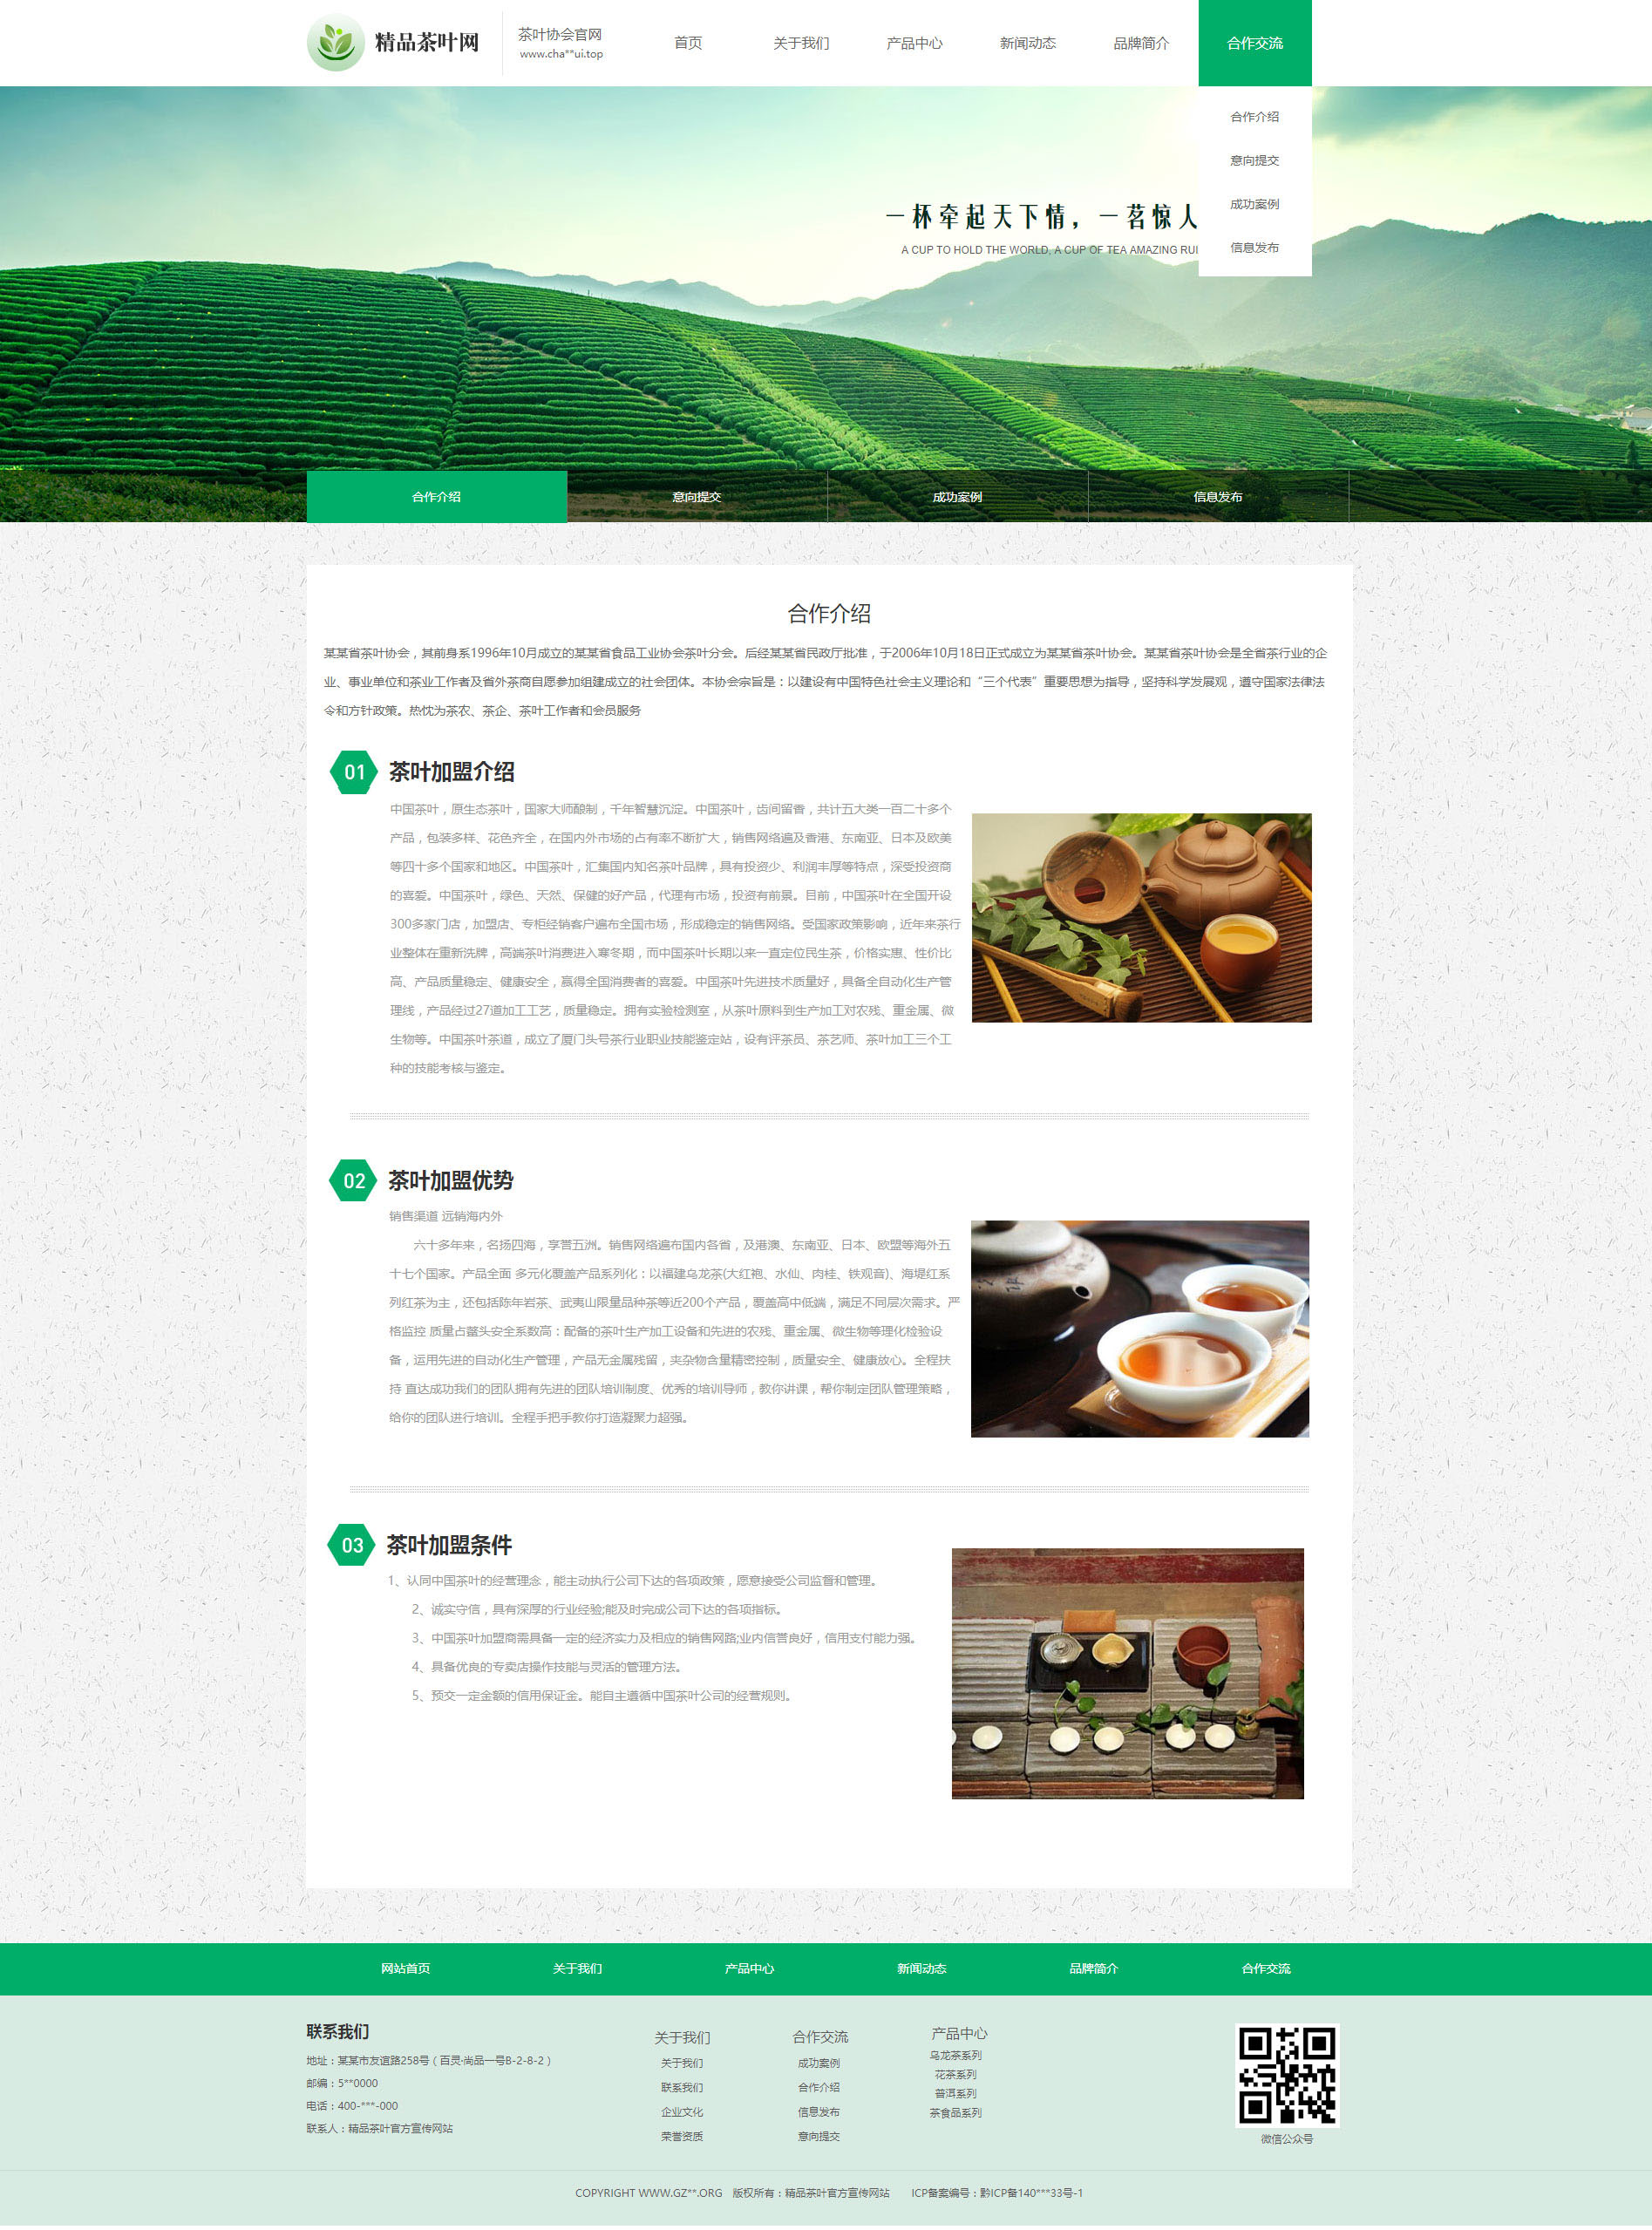 精品茶叶网
茶叶协会官网
www.cha**ui.top
首页
关于我们
产品中心
新闻动态
品牌简介
合作交流
合作介绍
意向提交
成功案例
信息发布
一杯牵起天下情，一茗惊人
A CUP TO HOLD THE WORLD, A CUP OF TEA AMAZING RUI
合作介绍
意向提交
成功案例
信息发布
合作介绍
某某省茶叶协会，其前身系1996年10月成立的某某省食品工业协会茶叶分会。后经某某省民政厅批准，于2006年10月18日正式成立为某某省茶叶协会。某某省茶叶协会是全省茶行业的企
业、事业单位和茶业工作者及省外茶商自愿参加组建成立的社会团体。本协会宗旨是：以建设有中国特色社会主义理论和“三个代表”重要思想为指导，坚持科学发展观，遵守国家法律法
令和方针政策。热忱为茶农、茶企、茶叶工作者和会员服务
01
茶叶加盟介绍
中国茶叶，原生态茶叶，国家大师酿制，千年智慧沉淀。中国茶叶，齿间留香，共计五大类一百二十多个
产品，包装多样、花色齐全，在国内外市场的占有率不断扩大，销售网络遍及香港、东南亚、日本及欧美
等四十多个国家和地区。中国茶叶，汇集国内知名茶叶品牌，具有投资少、利润丰厚等特点，深受投资商
的喜爱。中国茶叶，绿色、天然、保健的好产品，代理有市场，投资有前景。目前，中国茶叶在全国开设
300多家门店，加盟店、专柜经销客户遍布全国市场，形成稳定的销售网络。受国家政策影响，近年来茶行
业整体在重新洗牌，高端茶叶消费进入寒冬期，而中国茶叶长期以来一直定位民生茶，价格实惠、性价比
高、产品质量稳定、健康安全，赢得全国消费者的喜爱。中国茶叶先进技术质量好，具备全自动化生产管
理线，产品经过27道加工工艺，质量稳定。拥有实验检测室，从茶叶原料到生产加工对农残、重金属、微
生物等。中国茶叶茶道，成立了厦门头号茶行业职业技能鉴定站，设有评茶员、茶艺师、茶叶加工三个工
种的技能考核与鉴定。
02
茶叶加盟优势
销售渠道 远销海内外
六十多年来，名扬四海，享誉五洲。销售网络遍布国内各省，及港澳、东南亚、日本、欧盟等海外五
十七个国家。产品全面 多元化覆盖产品系列化：以福建乌龙茶(大红袍、水仙、肉桂、铁观音)、海堤红系
列红茶为主，还包括陈年岩茶、武夷山限量品种茶等近200个产品，覆盖高中低端，满足不同层次需求。严
格监控 质量占鳌头安全系数高：配备的茶叶生产加工设备和先进的农残、重金属、微生物等理化检验设
备，运用先进的自动化生产管理，产品无金属残留，夹杂物含量精密控制，质量安全、健康放心。全程扶
持 直达成功我们的团队拥有先进的团队培训制度、优秀的培训导师，教你讲课，帮你制定团队管理策略，
给你的团队进行培训。全程手把手教你打造凝聚力超强。
03
茶叶加盟条件
1、认同中国茶叶的经营理念，能主动执行公司下达的各项政策，愿意接受公司监督和管理。
2、诚实守信，具有深厚的行业经验;能及时完成公司下达的各项指标。
3、中国茶叶加盟商需具备一定的经济实力及相应的销售网路;业内信誉良好，信用支付能力强。
4、具备优良的专卖店操作技能与灵活的管理方法。
5、预交一定金额的信用保证金。能自主遵循中国茶叶公司的经营规则。
网站首页
关于我们
产品中心
新闻动态
品牌简介
合作交流
联系我们
地址：某某市友谊路258号（百灵·尚品一号B-2-8-2）
邮编：5**0000
电话：400-***-000
联系人：精品茶叶官方宣传网站
关于我们
关于我们
联系我们
企业文化
荣誉资质
合作交流
成功案例
合作介绍
信息发布
意向提交
产品中心
乌龙茶系列
花茶系列
普洱系列
茶食品系列
微信公众号
COPYRIGHT WWW.GZ**.ORG 版权所有：精品茶叶官方宣传网站 ICP备案编号：黔ICP备140***33号-1